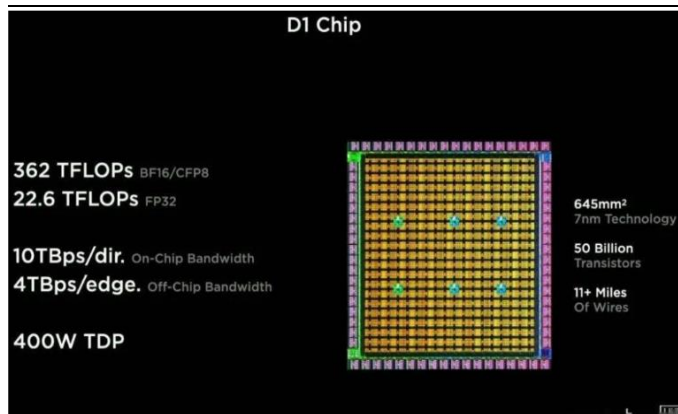 D1 Chip
362 TFLOPs BF16/CFP8
22.6 TFLOPs FP32
10TBps/dir. On-Chip Bandwidth
4TBps/edge. Off-Chip Bandwidth
400W TDP
645mm²
7nm Technology
50 Billion
Transistors
11+ Miles
Of Wires